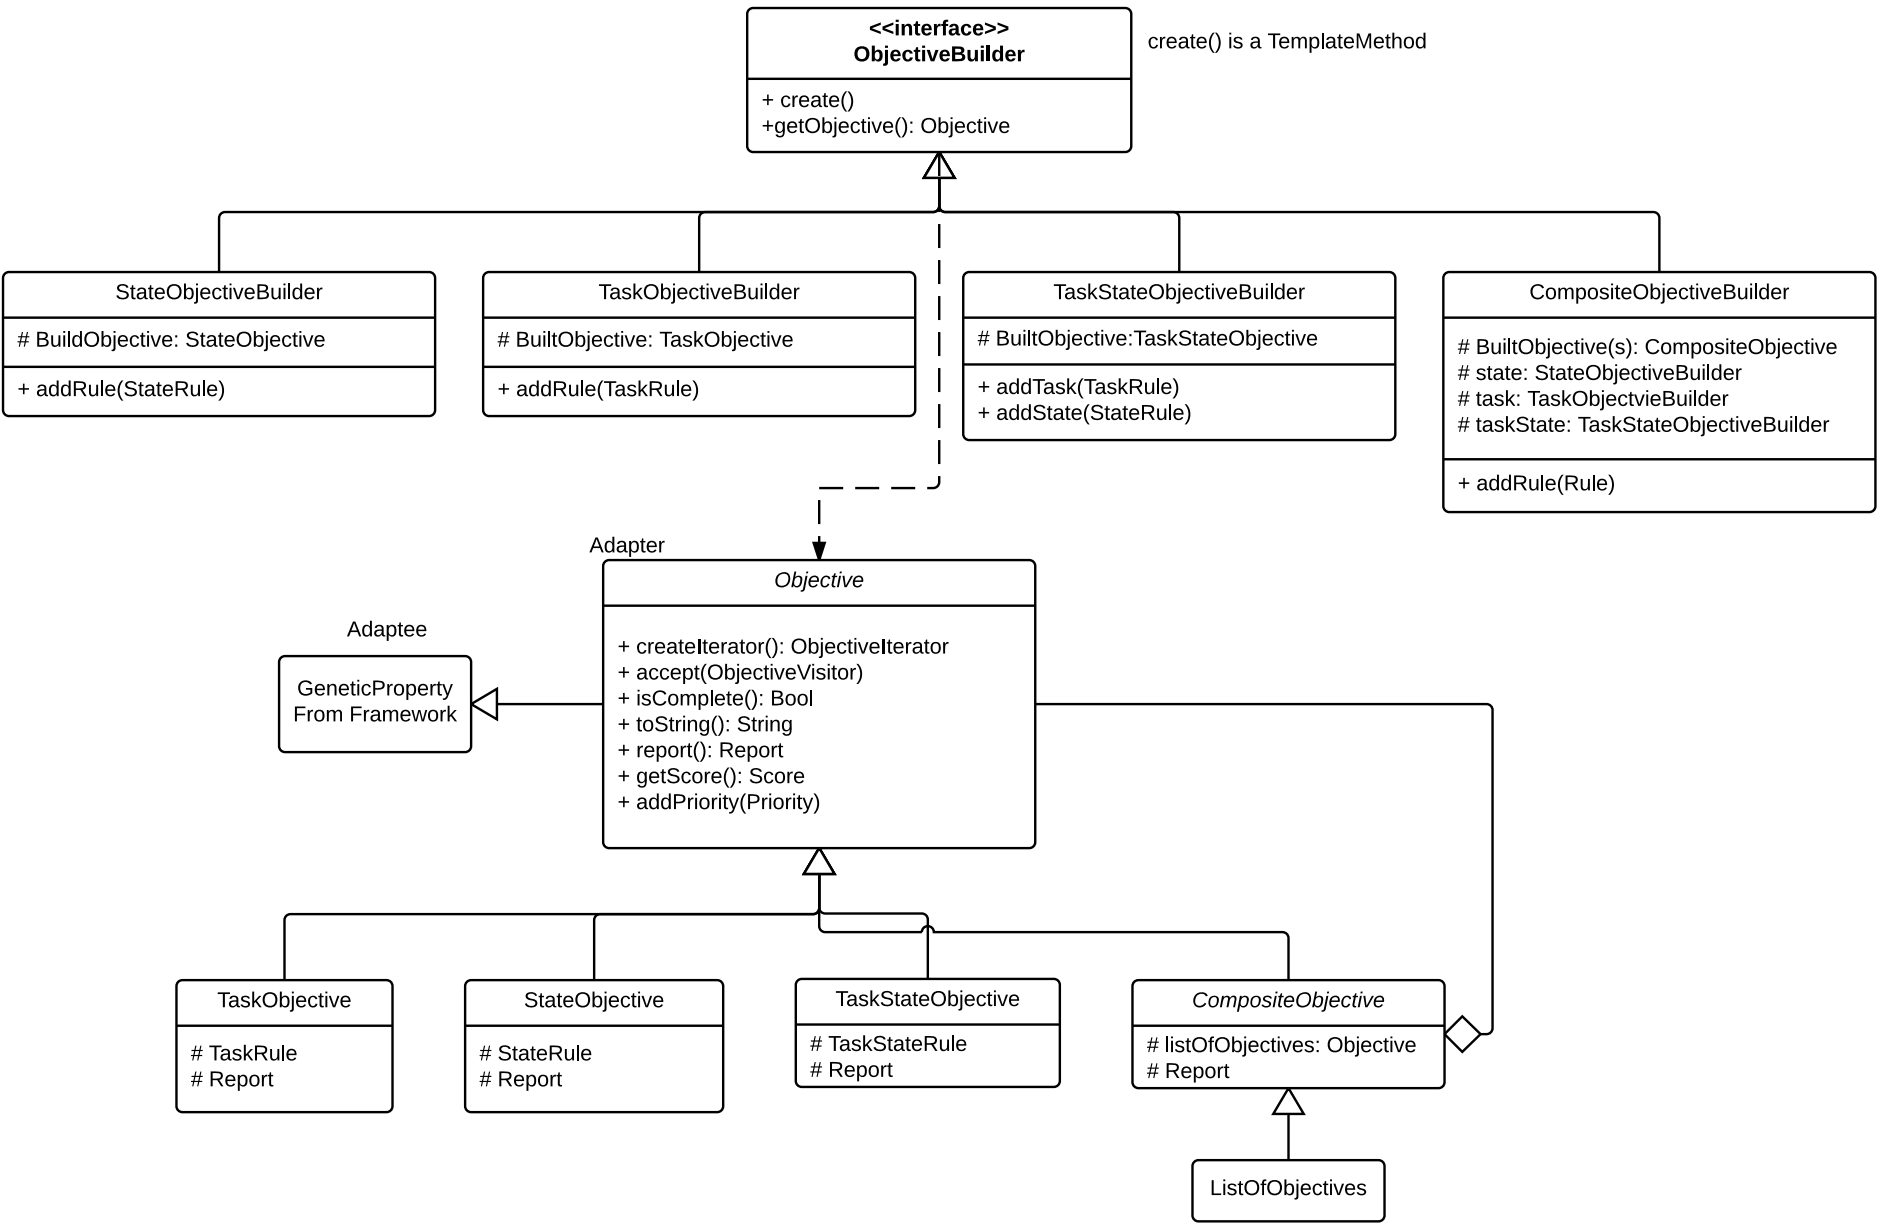 <<interface>>
ObjectiveBuilder
create() is a TemplateMethod
+ create()
+getObjective(): Objective
StateObjectiveBuilder
# BuildObjective: StateObjective
+ addRule(StateRule)
TaskObjectiveBuilder
# BuiltObjective: TaskObjective
+ addRule(TaskRule)
TaskStateObjectiveBuilder
# BuiltObjective:TaskStateObjective
+ addTask(TaskRule)
+ addState(StateRule)
CompositeObjectiveBuilder
# BuiltObjective(s): CompositeObjective
# state: StateObjectiveBuilder
# task: TaskObjectvieBuilder
# taskState: TaskStateObjectiveBuilder
+ addRule(Rule)
Adapter
Objective
+ createIterator(): ObjectiveIterator
+ accept(ObjectiveVisitor)
+ isComplete(): Bool
+ toString(): String
+ report(): Report
+ getScore(): Score
+ addPriority(Priority)
Adaptee
GeneticProperty
From Framework
TaskObjective
# TaskRule
# Report
StateObjective
# StateRule
# Report
TaskStateObjective
# TaskStateRule
# Report
CompositeObjective
# listOfObjectives: Objective
# Report
ListOfObjectives